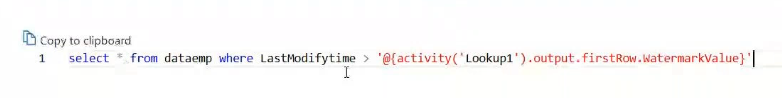 Copy to clipboard
1 select * from dataemp where LastModifytime > '@{activity('Lookup1').output.firstRow.WatermarkValue}'